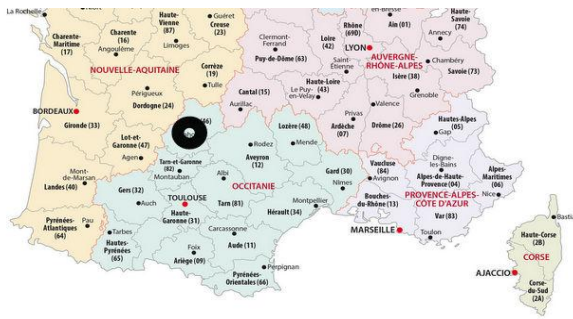 La Rochelle
Haute-
Vienne
(87)
Guéret
Creuse
(23)
Charente-
Maritime
(17)
Charente
(16)
Angoulême
Limoges
NOUVELLE-AQUITAINE
Corrèze
(19)
Tulle
Périgueux
Dordogne (24)
BORDEAUX
Gironde (33)
Lot-et-
Garonne
(47)
Agen
Mont-
de-Marsan
Landes (40)
Pyrénées-
Atlantiques
(64)
Pau
Clermont-
Ferrand
Puy-de-Dôme (63)
Loire
(42)
Rhône
(69D)
en-Bresse
Ain (01)
Haute-
Savoie
(74)
Annecy
LYON
Saint-
Etienne
AUVERGNE-
RHÔNE-ALPES
Chambéry
Isère (38)
Savoie (73)
Cantal (15)
Aurillac
Haute-Loire
(43)
Le Puy-
en-Velay
Grenoble
Valence
Privas
Ardèche
(07)
Drôme (26)
Hautes-Alpes
(05)
Gap
Lozère (48)
Mende
Rodez
Aveyron
(12)
Tarn-et-Garonne
(82)
Montauban
Albi
OCCITANIE
Gard (30)
Nîmes
Gers (32)
Auch
TOULOUSE
Haute-
Garonne
(31)
Tarn (81)
Montpellier
Hérault (34)
Tarbes
Hautes-
Pyrénées
(65)
Carcassonne
Aude (11)
Foix
Ariège (09)
Perpignan
Pyrénées-
Orientales (66)
Vaucluse
(84)
Avignon
Digne-
les-Bains
Alpes-de-Haute-
Provence (04)
Alpes-
Maritimes
(06)
Nice
PROVENCE-ALPES-
CÔTE D'AZUR
Bouches-
du-Rhône (13)
Var (83)
MARSEILLE
Toulon
Bastia
Haute-Corse
(2B)
CORSE
AJACCIO
Corse-
du-Sud
(2A)